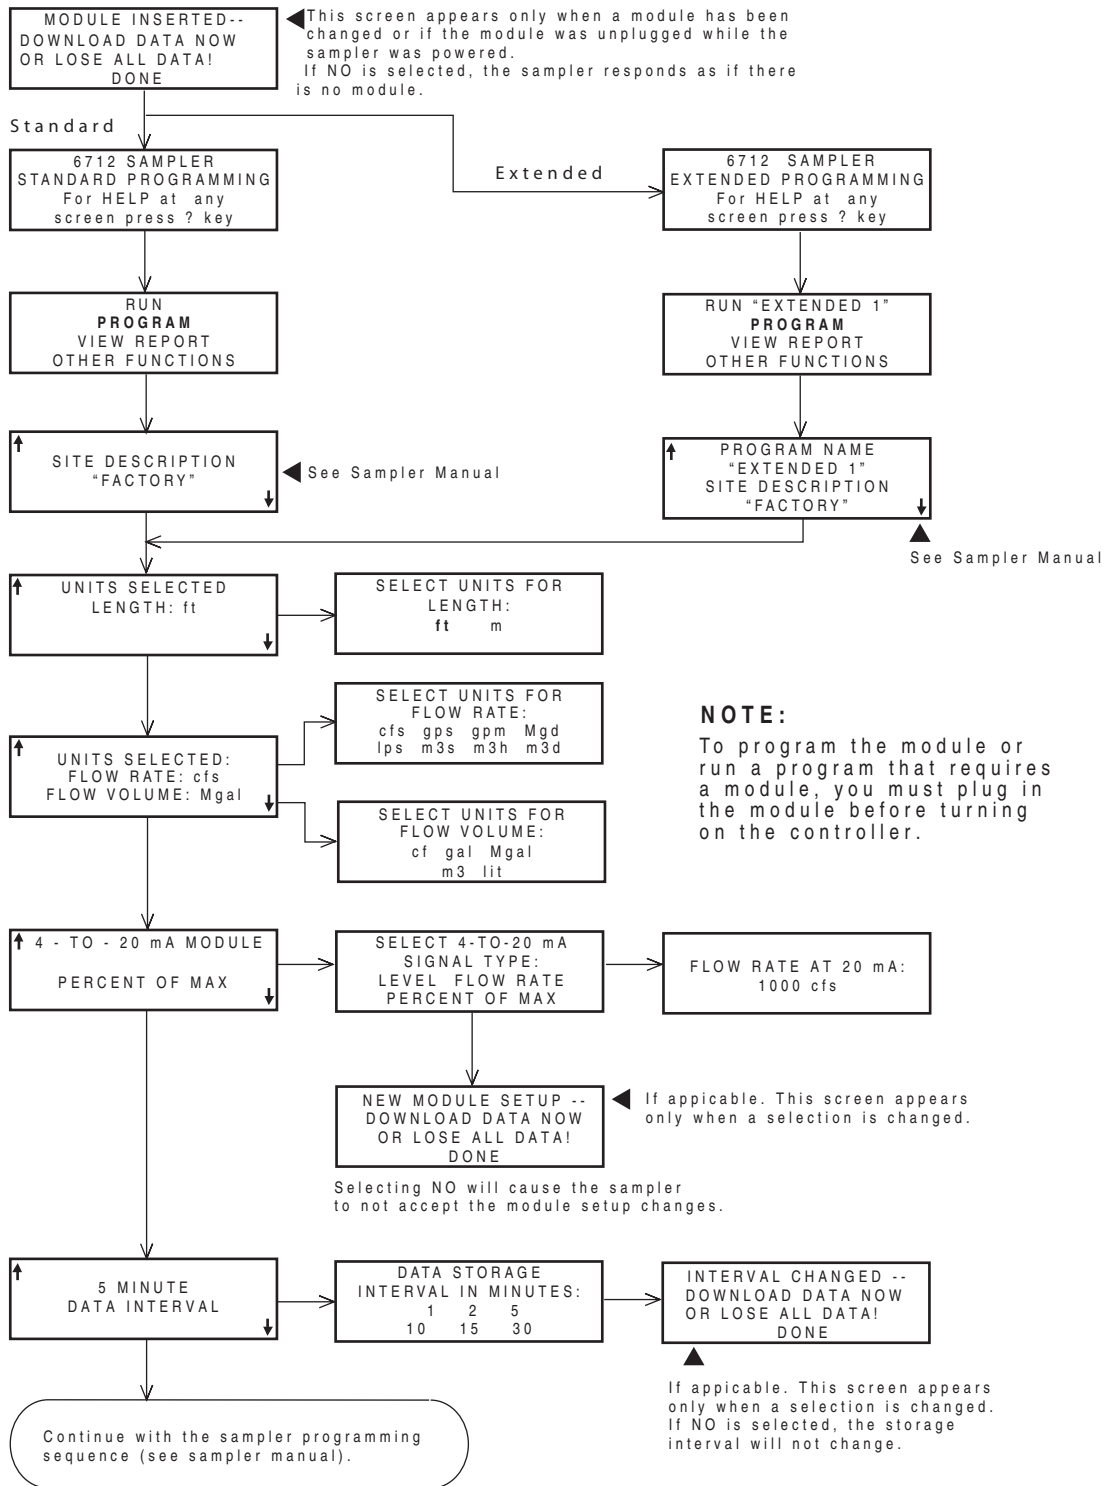 MODULE INSERTED--
DOWNLOAD DATA NOW
OR LOSE ALL DATA!
DONE
This screen appears only when a module has been
changed or if the module was unplugged while the
sampler was powered.
If NO is selected, the sampler responds as if there
is no module.
Standard
Extended
6712 SAMPLER
STANDARD PROGRAMMING
For HELP at any
screen press ? key
6712 SAMPLER
EXTENDED PROGRAMMING
For HELP at any
screen press ? key
RUN
PROGRAM
VIEW REPORT
OTHER FUNCTIONS
RUN “EXTENDED 1”
PROGRAM
VIEW REPORT
OTHER FUNCTIONS
SITE DESCRIPTION
“FACTORY”
See Sampler Manual
PROGRAM NAME
“EXTENDED 1”
SITE DESCRIPTION
“FACTORY”
See Sampler Manual
UNITS SELECTED
LENGTH: ft
SELECT UNITS FOR
LENGTH:
ft m
UNITS SELECTED:
FLOW RATE: cfs
FLOW VOLUME: Mgal
SELECT UNITS FOR
FLOW RATE:
cfs gps gpm Mgd
lps m3s m3h m3d
SELECT UNITS FOR
FLOW VOLUME:
cf gal Mgal
m3 lit
NOTE:
To program the module or
run a program that requires
a module, you must plug in
the module before turning
on the controller.
4 - TO - 20 mA MODULE
PERCENT OF MAX
SELECT 4-TO-20 mA
SIGNAL TYPE:
LEVEL FLOW RATE
PERCENT OF MAX
FLOW RATE AT 20 mA:
1000 cfs
NEW MODULE SETUP --
DOWNLOAD DATA NOW
OR LOSE ALL DATA!
DONE
If appicable. This screen appears
only when a selection is changed.
Selecting NO will cause the sampler
to not accept the module setup changes.
5 MINUTE
DATA INTERVAL
DATA STORAGE
INTERVAL IN MINUTES:
1 2 5
10 15 30
INTERVAL CHANGED --
DOWNLOAD DATA NOW
OR LOSE ALL DATA!
DONE
If appicable. This screen appears
only when a selection is changed.
If NO is selected, the storage
interval will not change.
Continue with the sampler programming
sequence (see sampler manual).